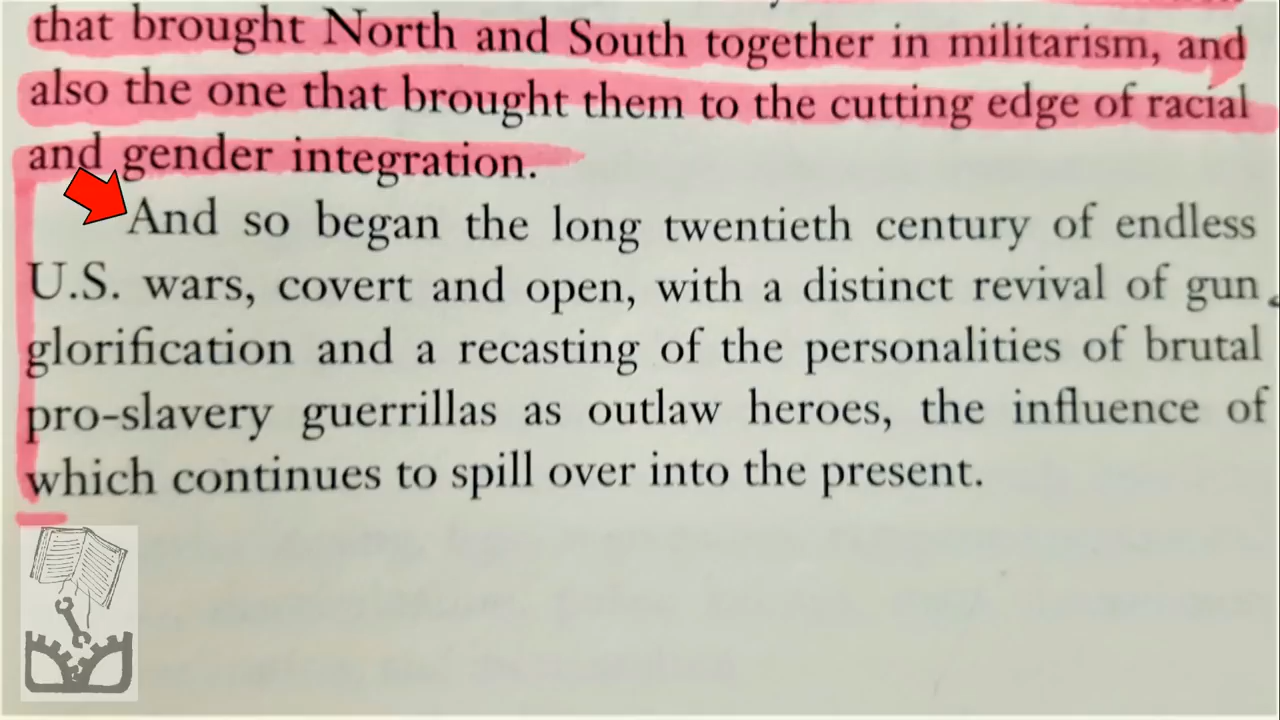 that brought North and South together in militarism, and
also the one that brought them to the cutting edge of racial
and gender integration.
And so began the long twentieth century of endless
U.S. wars, covert and open, with a distinct revival of gun
glorification and a recasting of the personalities of brutal
pro-slavery guerrillas as outlaw heroes, the influence of
which continues to spill over into the present.